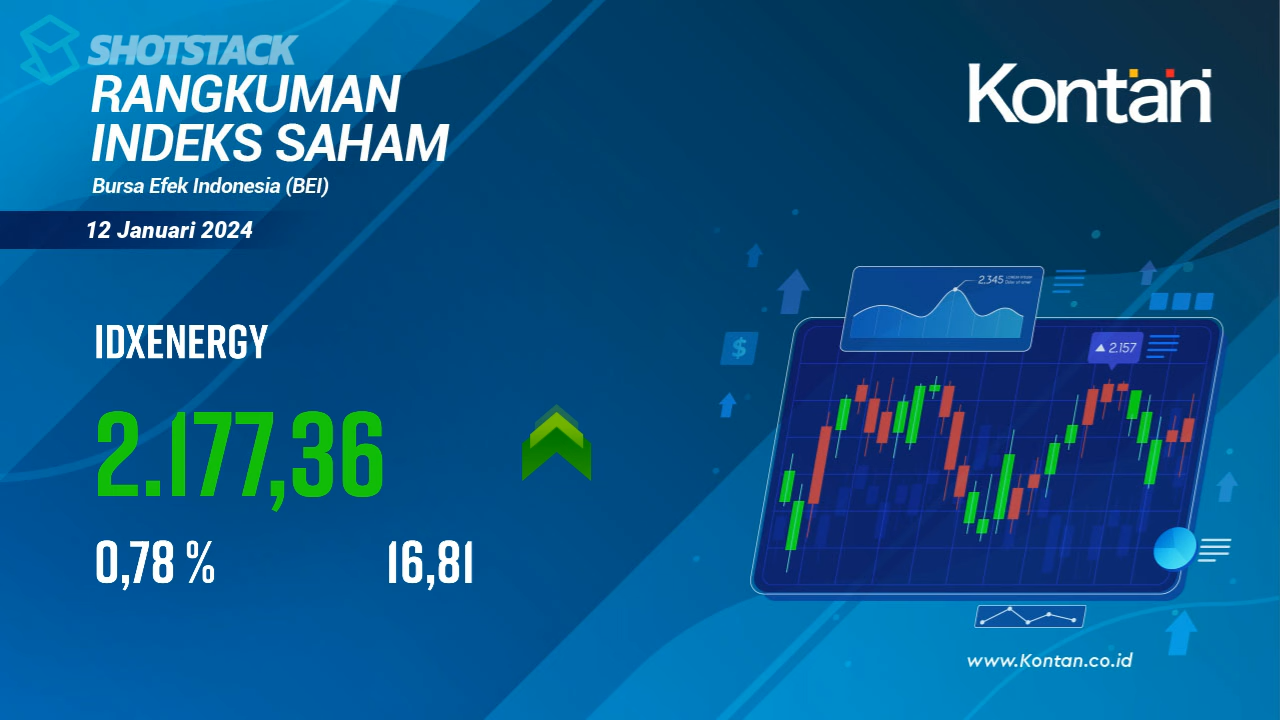 SHOTSTACK
RANGKUMAN
INDEKS SAHAM
Bursa Efek Indonesia (BEI)
12 Januari 2024
Kontan
IDXENERGY
2.177,36
0,78 %
16,81
2.345
$
2.157
www.Kontan.co.id